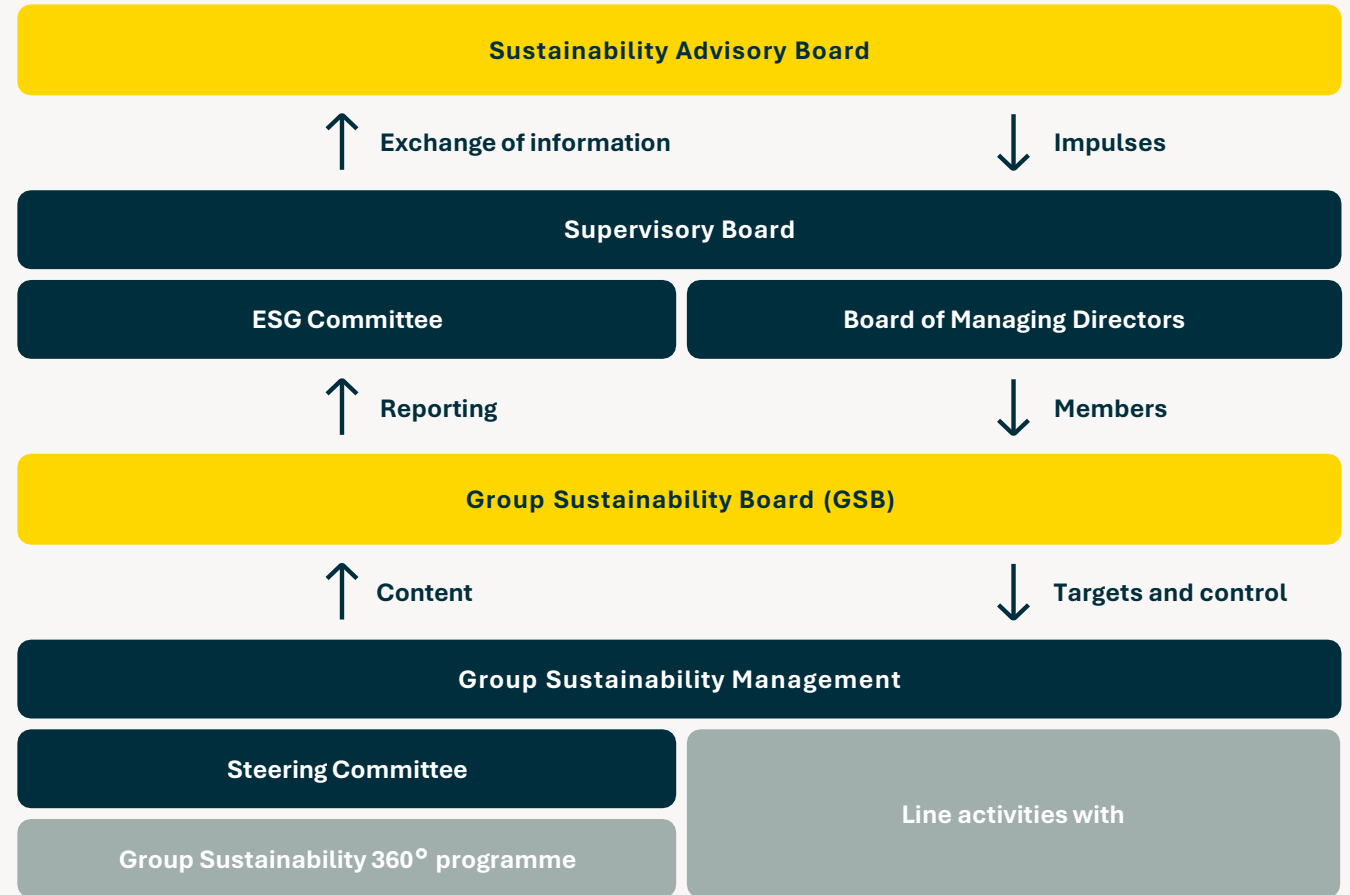 Sustainability Advisory Board
Exchange of information
Impulses
Supervisory Board
ESG Committee
Board of Managing Directors
Reporting
Members
Group Sustainability Board (GSB)
Content
Targets and control
Group Sustainability Management
Steering Committee
Line activities with
Group Sustainability 360° programme